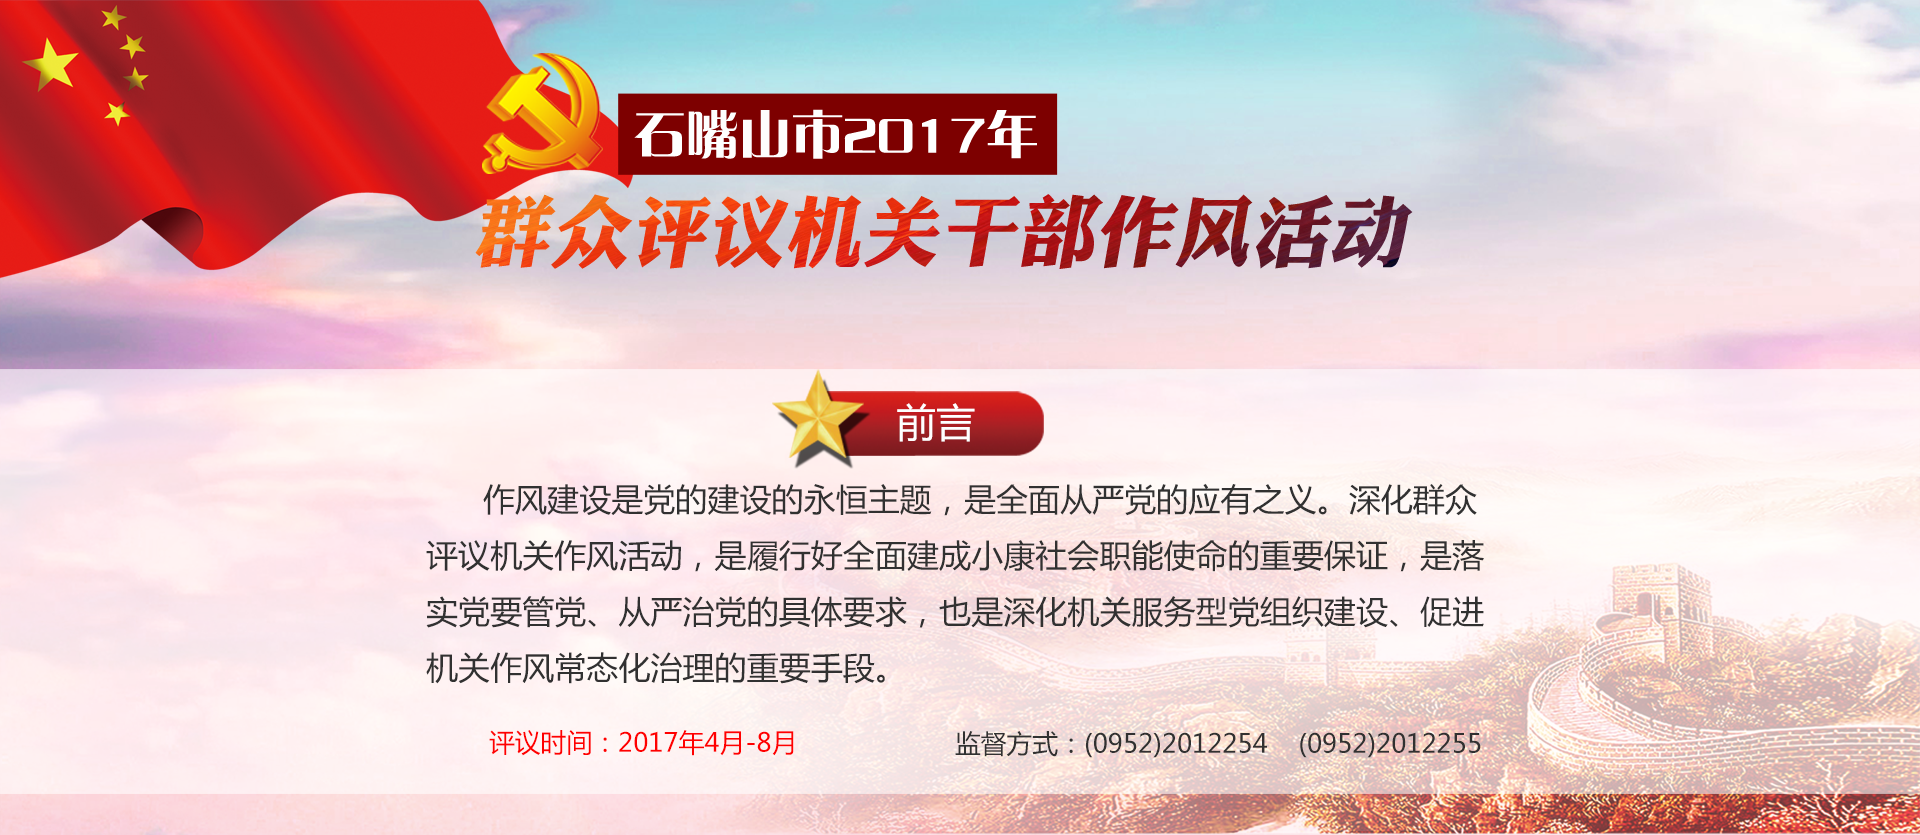 石嘴山市2017年
群众评议机关干部作风活动
前言
作风建设是党的建设的永恒主题，是全面从严党的应有之义。深化群众
评议机关作风活动，是履行好全面建成小康社会职能使命的重要保证，是落
实党要管党、从严治党的具体要求，也是深化机关服务型党组织建设、促进
机关作风常态化治理的重要手段。
评议时间：2017年4月-8月
监督方式：(0952)2012254 (0952)2012255